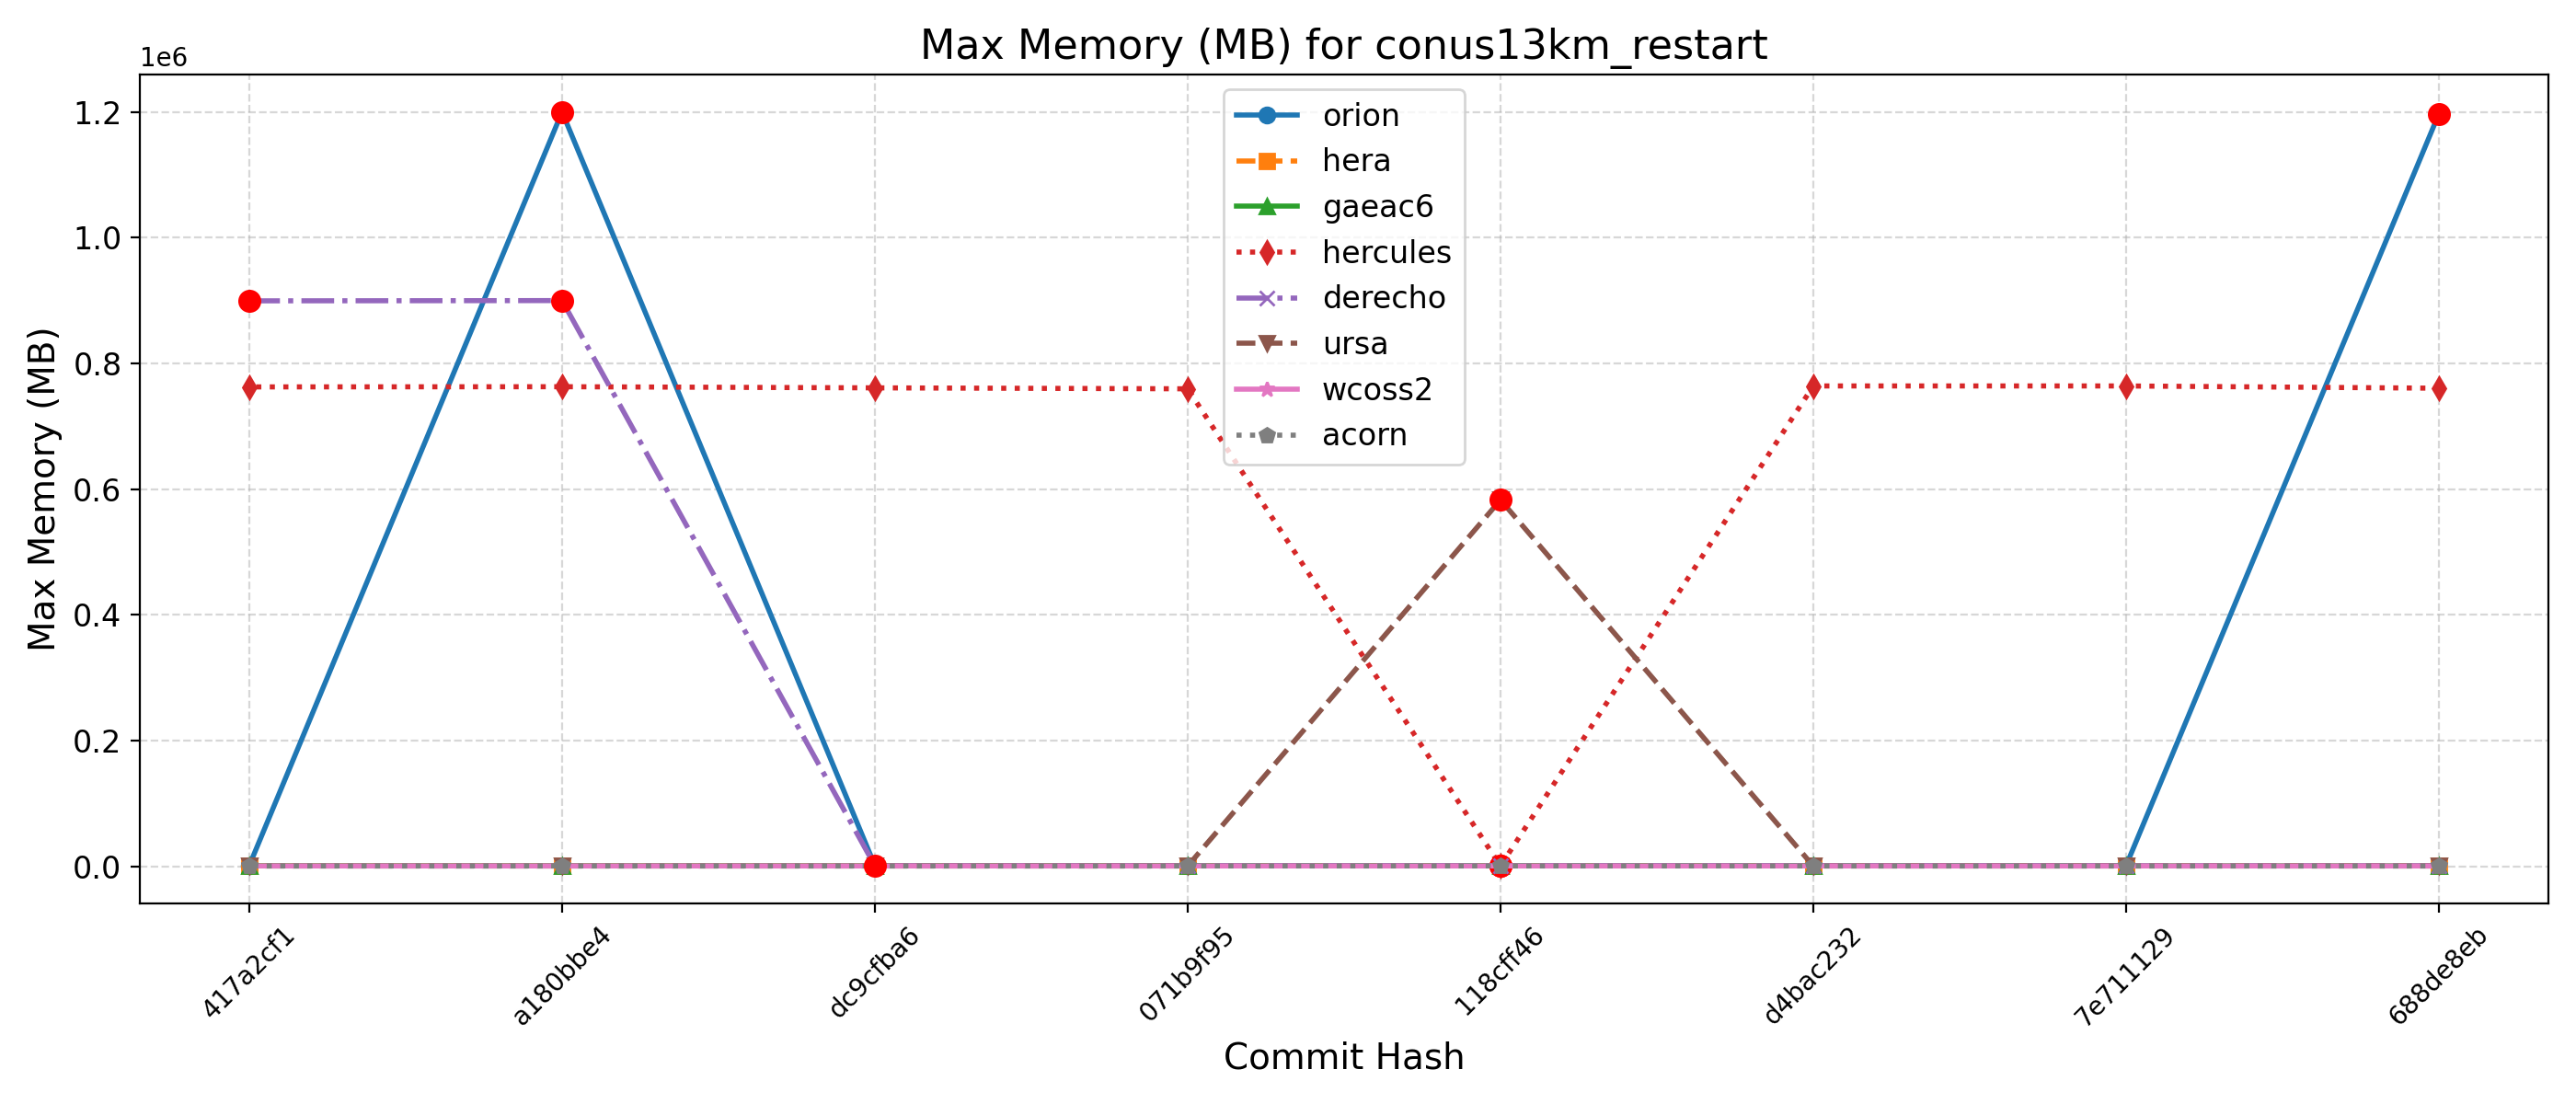 Max Memory (MB) for conus13km_restart
1e6
1.2
1.0
0.8
0.6
0.4
0.2
0.0
Max Memory (MB)
orion
hera
gaeac6
hercules
derecho
ursa
wcoss2
acorn
417a2cf1
a180bbe4
dc9cfba6
071b9f95
118cff46
d4bac232
7e711129
688de8eb
Commit Hash